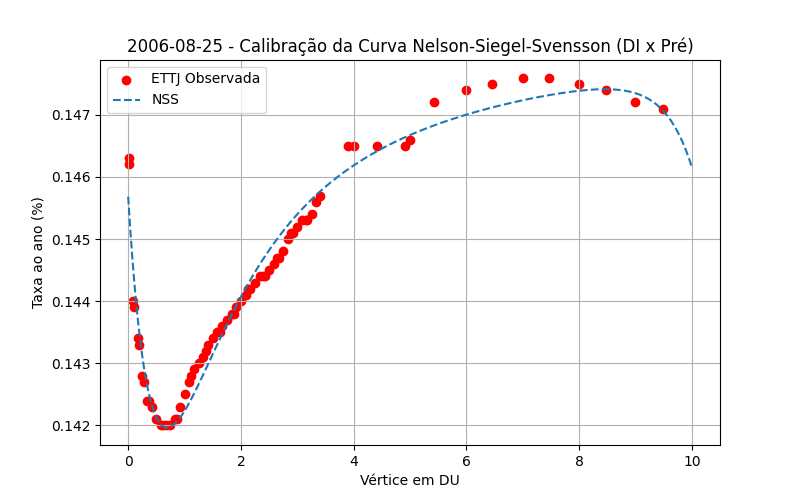 2006-08-25 - Calibração da Curva Nelson-Siegel-Svensson (DI x Pré)
ETTJ Observada
NSS
Taxa ao ano (%)
0.147
0.146
0.145
0.144
0.143
0.142
0
2
4
6
8
10
Vértice em DU